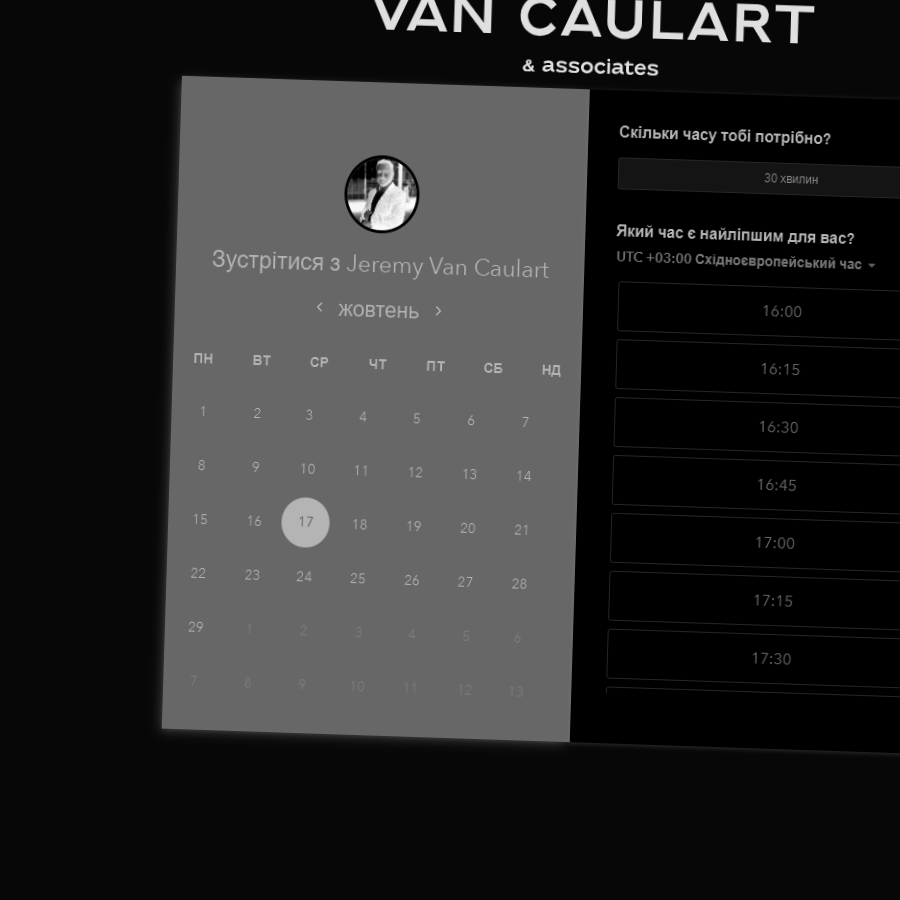 VAN CAULART
& associates
Зустрітися з Jeremy Van Caulart
жовтень
ПН ВТ СР ЧТ ПТ СБ НД
1 2 3 4 5 6 7
8 9 10 11 12 13 14
15 16 17 18 19 20 21
22 23 24 25 26 27 28
29 1 2 3 4 5 6
7 8 9 10 11 12 13
Скільки часу тобі потрібно?
30 хвилин
Який час є найліпшим для вас?
UTC +03:00 Східноєвропейський час
16:00
16:15
16:30
16:45
17:00
17:15
17:30